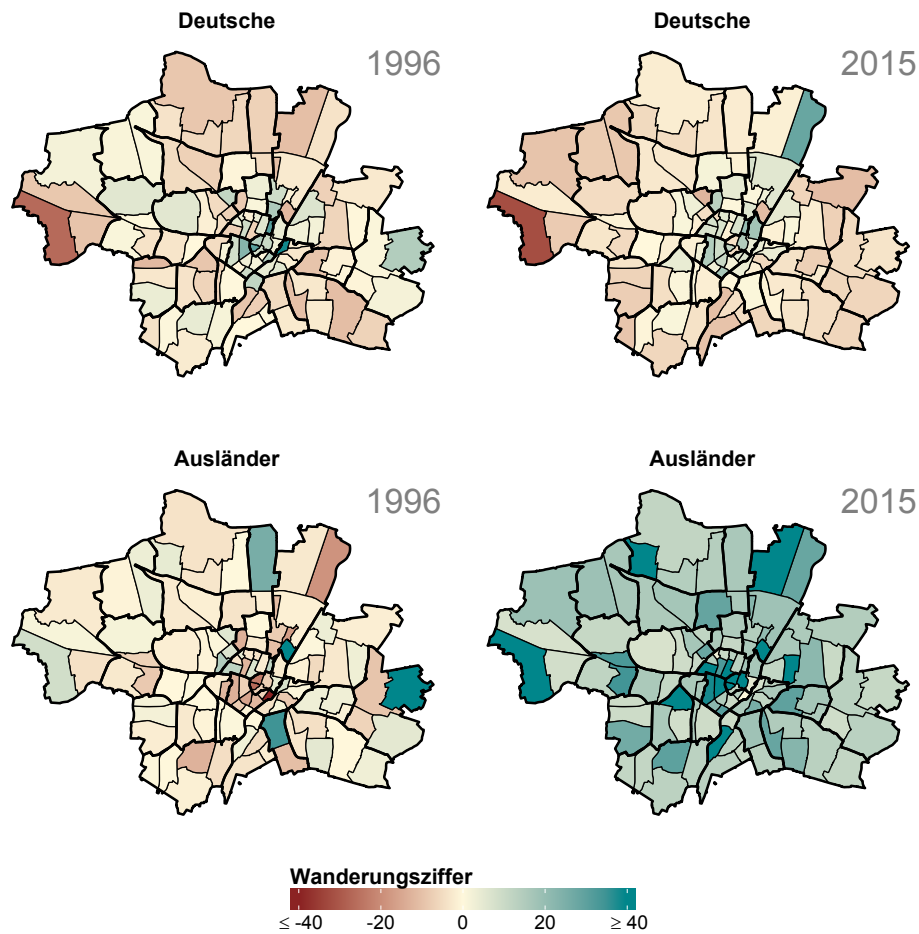 Deutsche
1996
Deutsche
2015
Ausländer
1996
Ausländer
2015
Wanderungsziffer
≤ -40 -20 0 20 ≥ 40